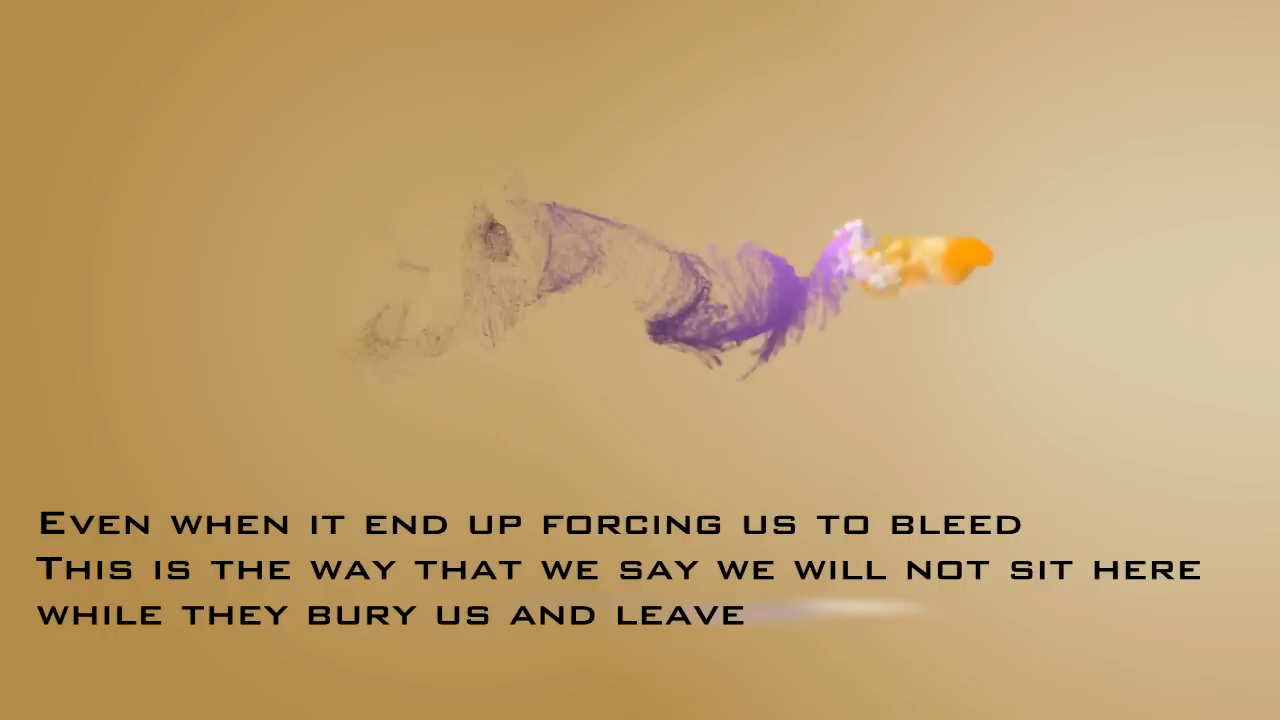 Even when it end up forcing us to bleed
This is the way that we say we will not sit here
while they bury us and leave